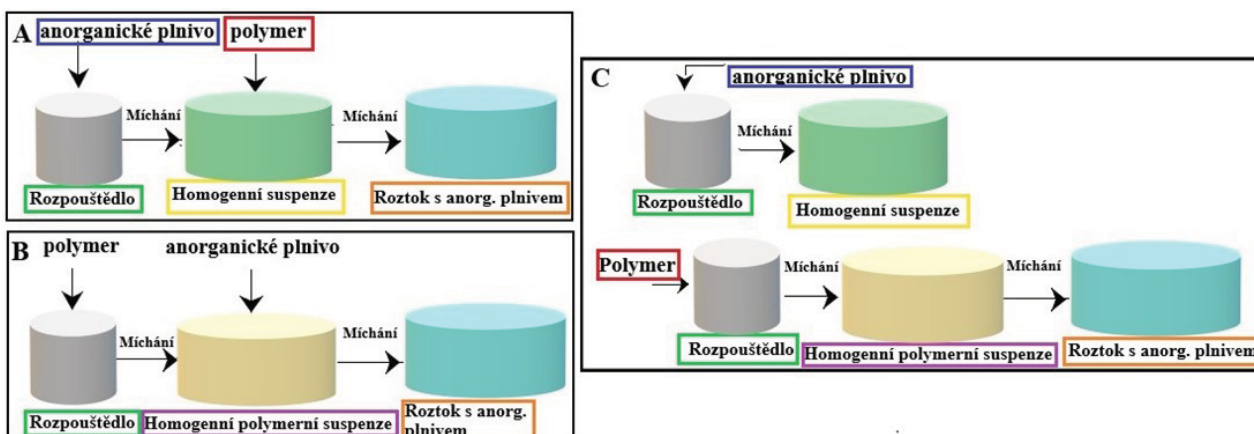 A
anorganické plnivo
polymer
Míchání
Míchání
Rozpouštědlo
Homogenní suspenze
Roztok s anorg. plnivem
B
polymer
anorganické plnivo
Míchání
Míchání
Rozpouštědlo
Homogenní polymerní suspenze
Roztok s anorg.
plnivem
C
anorganické plnivo
Míchání
Rozpouštědlo
Homogenní suspenze
Polymer
Míchání
Míchání
Rozpouštědlo
Homogenní polymerní suspenze
Roztok s anorg. plnivem